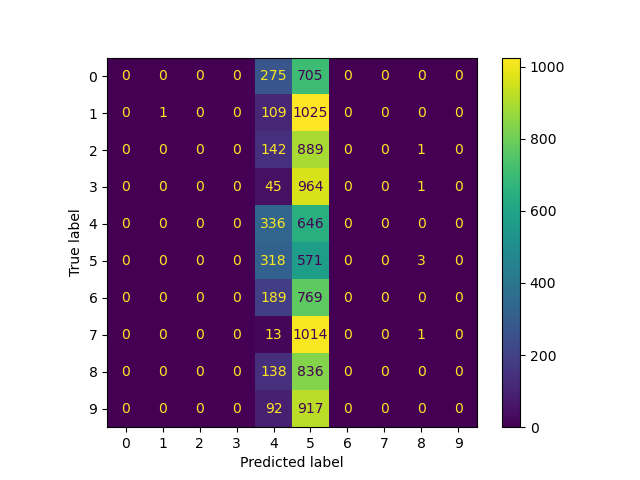 0 0 0 0 0 275 705 0 0 0 0
1 0 1 0 0 109 1025 0 0 0 0
2 0 0 0 0 142 889 0 0 1 0
3 0 0 0 0 45 964 0 0 1 0
4 0 0 0 0 336 646 0 0 0 0
5 0 0 0 0 318 571 0 0 3 0
6 0 0 0 0 189 769 0 0 0 0
7 0 0 0 0 13 1014 0 0 1 0
8 0 0 0 0 138 836 0 0 0 0
9 0 0 0 0 92 917 0 0 0 0
0 1 2 3 4 5 6 7 8 9
Predicted label
True label
1000
800
600
400
200
0